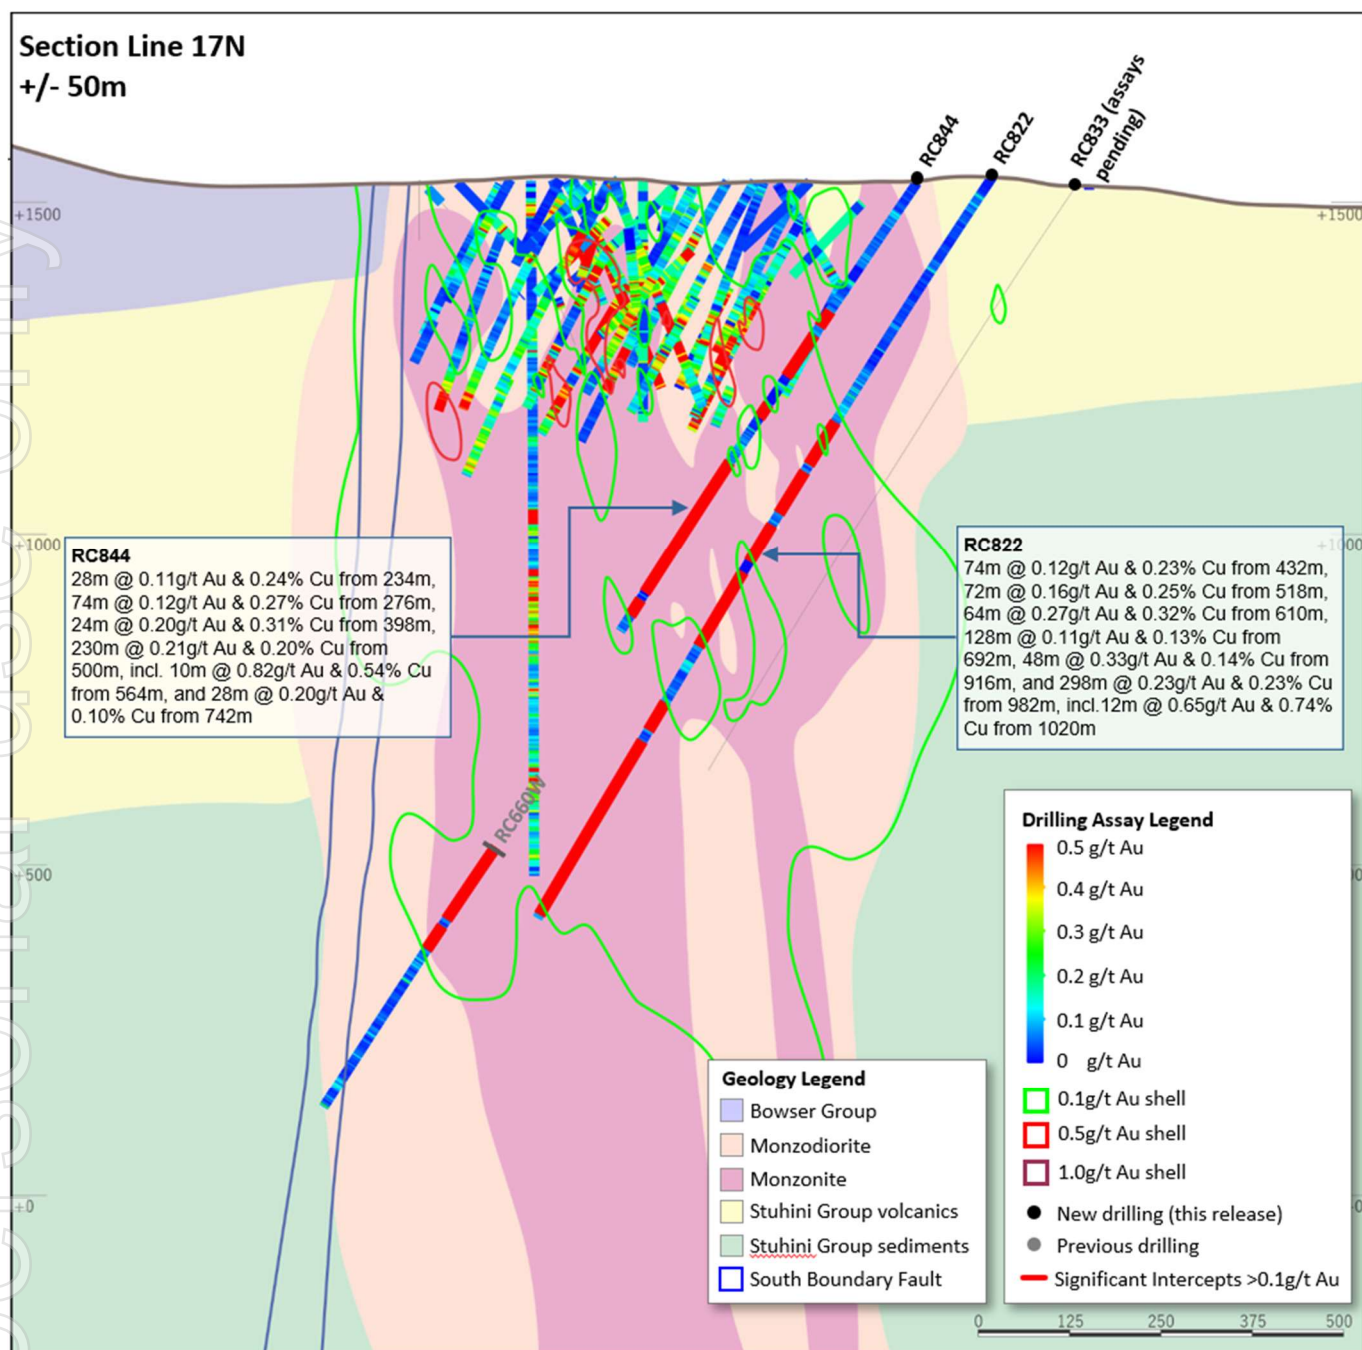 Section Line 17N
+/- 50m
RC844
RC822
RC833 (assays
pending)
+1500
+1500
+1000
+1000
RC844
28m @ 0.11g/t Au & 0.24% Cu from 234m,
74m @ 0.12g/t Au & 0.27% Cu from 276m,
24m @ 0.20g/t Au & 0.31% Cu from 398m,
230m @ 0.21g/t Au & 0.20% Cu from
500m, incl. 10m @ 0.82g/t Au & 0.54% Cu
from 564m, and 28m @ 0.20g/t Au &
0.10% Cu from 742m
RC822
74m @ 0.12g/t Au & 0.23% Cu from 432m,
72m @ 0.16g/t Au & 0.25% Cu from 518m,
64m @ 0.27g/t Au & 0.32% Cu from 610m,
128m @ 0.11g/t Au & 0.13% Cu from
692m, 48m @ 0.33g/t Au & 0.14% Cu from
916m, and 298m @ 0.23g/t Au & 0.23% Cu
from 982m, incl.12m @ 0.65g/t Au & 0.74%
Cu from 1020m
RC660W
+500
+0
Drilling Assay Legend
0.5 g/t Au
0.4 g/t Au
0.3 g/t Au
0.2 g/t Au
0.1 g/t Au
0 g/t Au
0.1g/t Au shell
0.5g/t Au shell
1.0g/t Au shell
New drilling (this release)
Previous drilling
Significant Intercepts >0.1g/t Au
Geology Legend
Bowser Group
Monzodiorite
Monzonite
Stuhini Group volcanics
Stuhini Group sediments
South Boundary Fault
0 125 250 375 500